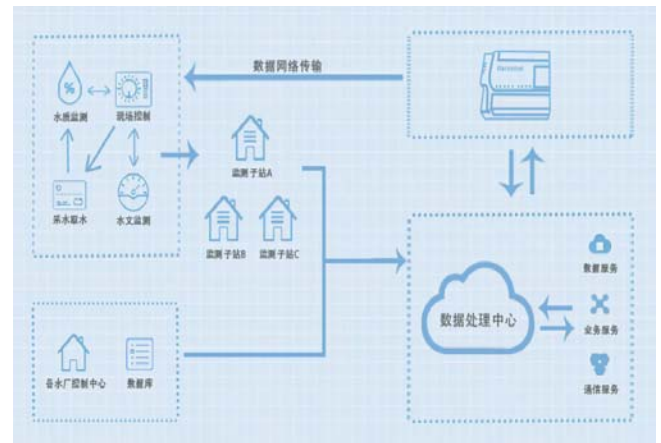 数据网络传输
水质监测
现场控制
采水取水
水文监测
监测子站A
监测子站B
监测子站C
数据处理中心
数据服务
业务服务
通信服务
各水厂控制中心
数据库